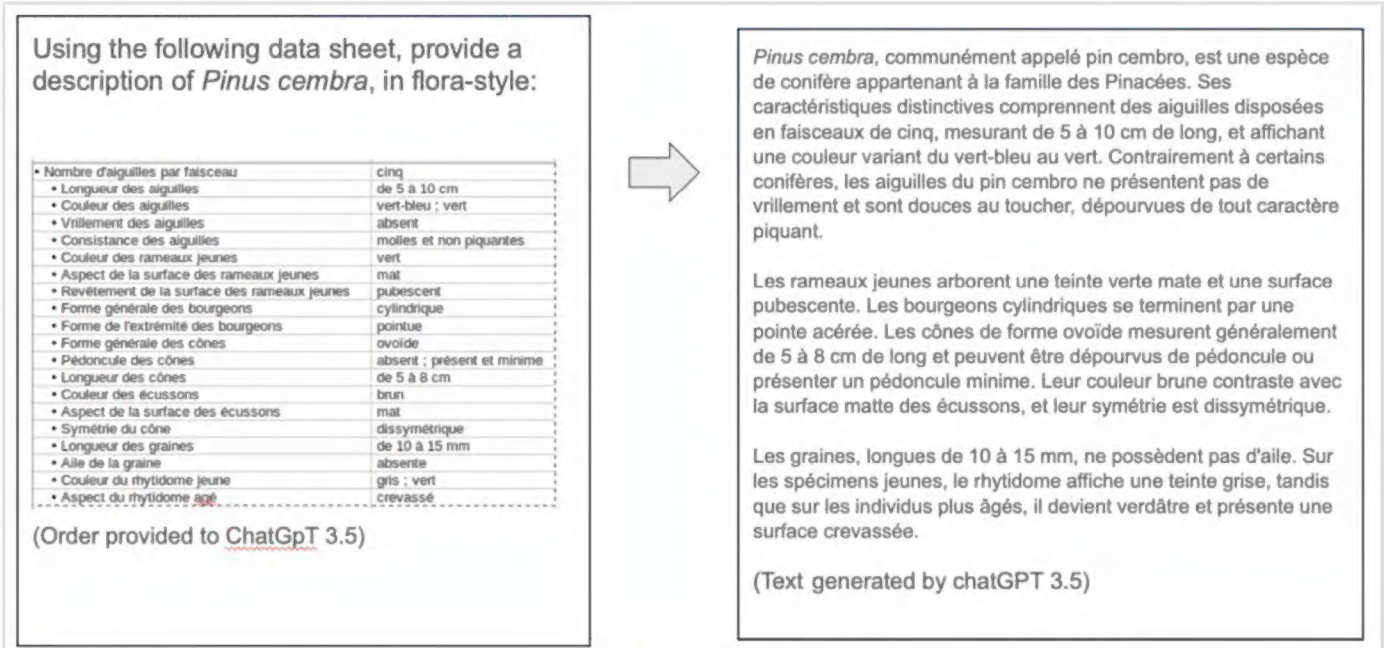 Using the following data sheet, provide a
description of Pinus cembra, in flora-style:
• Nombre d'aiguilles par faisceau cinq
• Longueur des aiguilles de 5 à 10 cm
• Couleur des aiguilles vert-bleu ; vert
• Vrillement des aiguilles absent
• Consistance des aiguilles molles et non piquantes
• Couleur des rameaux jeunes vert
• Aspect de la surface des rameaux jeunes mat
• Revêtement de la surface des rameaux jeunes pubescent
• Forme générale des bourgeons cylindrique
• Forme de l'extrémité des bourgeons pointue
• Forme générale des cônes ovoïde
• Pédoncule des cônes absent ; présent et minime
• Longueur des cônes de 5 à 8 cm
• Couleur des écussons brun
• Aspect de la surface des écussons mat
• Symétrie du cône dissymétrique
• Longueur des graines de 10 à 15 mm
• Aile de la graine absente
• Couleur du rhytidome jeune gris ; vert
• Aspect du rhytidome agé crevassé
(Order provided to ChatGpT 3.5)
Pinus cembra, communément appelé pin cembro, est une espèce
de conifère appartenant à la famille des Pinacées. Ses
caractéristiques distinctives comprennent des aiguilles disposées
en faisceaux de cinq, mesurant de 5 à 10 cm de long, et affichant
une couleur variant du vert-bleu au vert. Contrairement à certains
conifères, les aiguilles du pin cembro ne présentent pas de
vrillement et sont douces au toucher, dépourvues de tout caractère
piquant.
Les rameaux jeunes arborent une teinte verte mate et une surface
pubescente. Les bourgeons cylindriques se terminent par une
pointe acérée. Les cônes de forme ovoïde mesurent généralement
de 5 à 8 cm de long et peuvent être dépourvus de pédoncule ou
présenter un pédoncule minime. Leur couleur brune contraste avec
la surface matte des écussons, et leur symétrie est dissymétrique.
Les graines, longues de 10 à 15 mm, ne possèdent pas d'aile. Sur
les spécimens jeunes, le rhytidome affiche une teinte grise, tandis
que sur les individus plus âgés, il devient verdâtre et présente une
surface crevassée.
(Text generated by chatGPT 3.5)